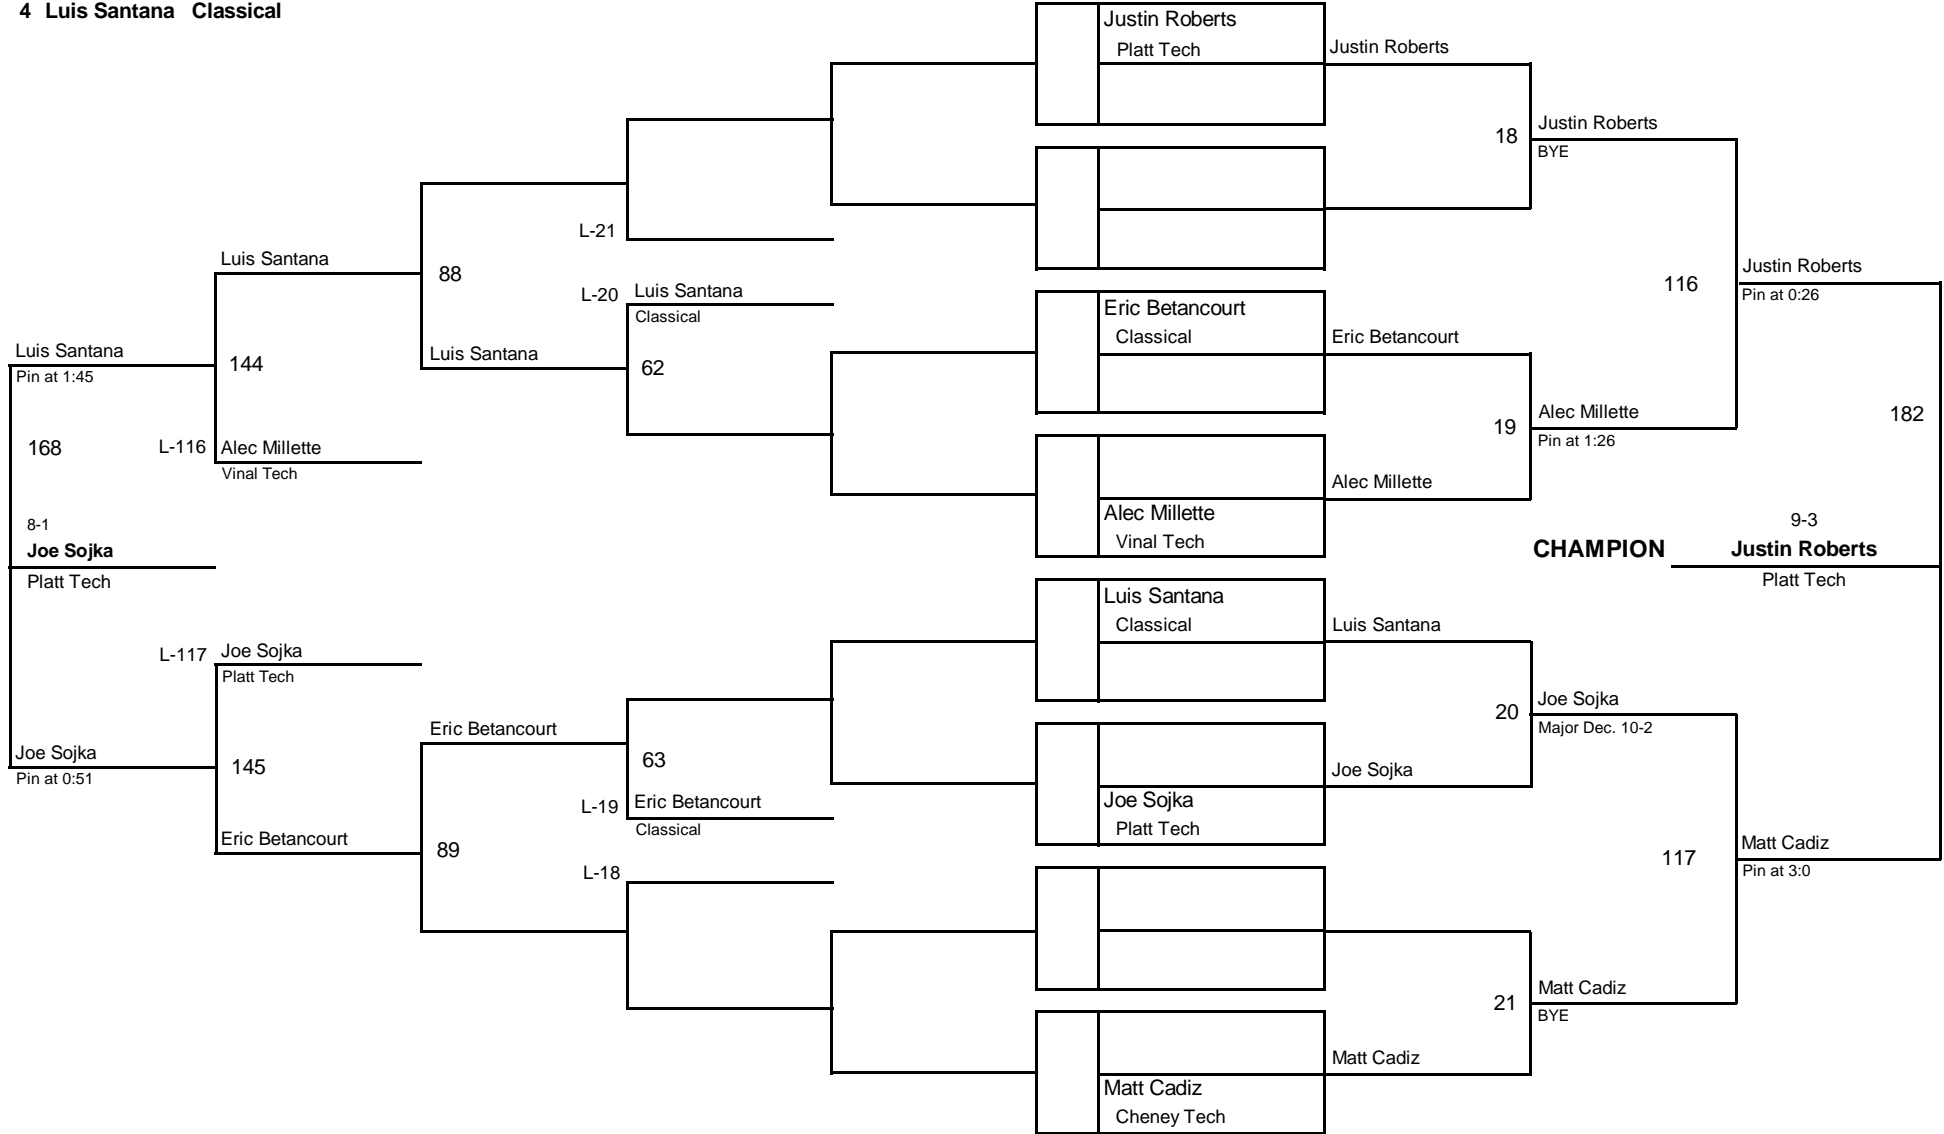 4 Luis Santana Classical
Justin Roberts
Platt Tech
Justin Roberts
18
Justin Roberts
BYE
L-21
Luis Santana
88
L-20
Luis Santana
Classical
Eric Betancourt
Classical
Eric Betancourt
116
Justin Roberts
Pin at 0:26
Luis Santana
Pin at 1:45
144
Luis Santana
62
19
Alec Millette
Pin at 1:26
182
168
L-116
Alec Millette
Vinal Tech
Alec Millette
Alec Millette
Vinal Tech
8-1
Joe Sojka
Platt Tech
9-3
CHAMPION
Justin Roberts
Platt Tech
Luis Santana
Classical
Luis Santana
L-117
Joe Sojka
Platt Tech
20
Joe Sojka
Major Dec. 10-2
Eric Betancourt
Joe Sojka
Pin at 0:51
145
63
Joe Sojka
L-19
Eric Betancourt
Classical
Joe Sojka
Platt Tech
Eric Betancourt
89
L-18
117
Matt Cadiz
Pin at 3:0
21
Matt Cadiz
BYE
Matt Cadiz
Matt Cadiz
Cheney Tech